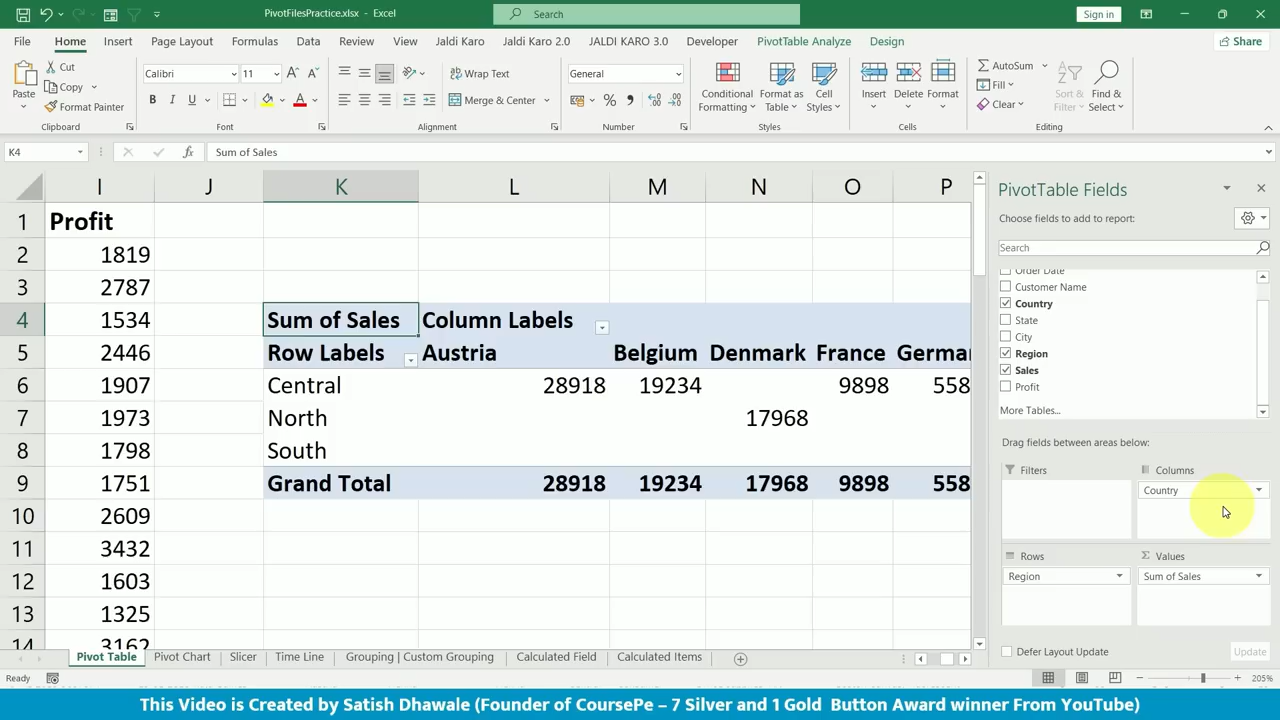 PivotFilesPractice.xlsx - Excel
Search
Sign in
File Home Insert Page Layout Formulas Data Review View Jaldi Karo Jaldi Karo 2.0 JALDI KARO 3.0 Developer PivotTable Analyze Design Share
Paste
Cut
Copy
Format Painter
Calibri 11
B I U
Wrap Text
Merge & Center
General
Conditional Formatting
Format as Table
Cell Styles
Insert Delete Format
AutoSum
Fill
Clear
Sort & Filter
Find & Select
Clipboard Font Alignment Number Styles Cells Editing
K4 fx Sum of Sales
I J K L M N O P
1 Profit
2 1819
3 2787
4 1534 Sum of Sales Column Labels
5 2446 Row Labels Austria Belgium Denmark France Germa
6 1907 Central 28918 19234 9898 558
7 1973 North 17968
8 1798 South
9 1751 Grand Total 28918 19234 17968 9898 558
10 2609
11 3432
12 1603
13 1325
14 3162
PivotTable Fields
Choose fields to add to report:
Search
Order Date
Customer Name
Country
State
City
Region
Sales
Profit
More Tables...
Drag fields between areas below:
Filters Columns
Country
Rows Σ Values
Region Sum of Sales
Defer Layout Update Update
Pivot Table Pivot Chart Slicer Time Line Grouping | Custom Grouping Calculated Field Calculated Items
Ready 205%
This Video is Created by Satish Dhawale (Founder of CoursePe – 7 Silver and 1 Gold Button Award winner From YouTube)